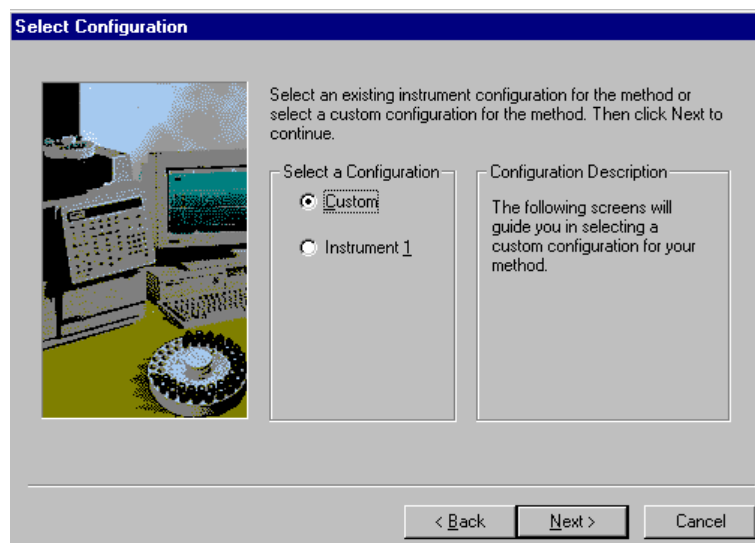 Select Configuration
Select an existing instrument configuration for the method or
select a custom configuration for the method. Then click Next to
continue.
Select a Configuration
Custom
Instrument 1
Configuration Description
The following screens will
guide you in selecting a
custom configuration for your
method.
< Back
Next >
Cancel